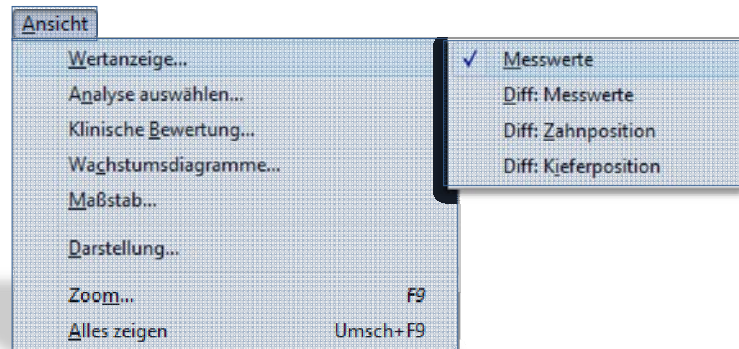 Ansicht
Wertanzeige...
Analyse auswählen...
Klinische Bewertung...
Wachstumsdiagramme...
Maßstab...
Darstellung...
Zoom... F9
Alles zeigen Umsch+F9
✓ Messwerte
Diff: Messwerte
Diff: Zahnposition
Diff: Kieferposition